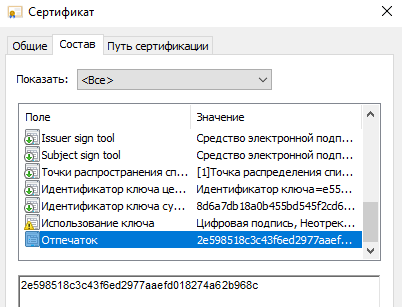 Сертификат
Общие Состав Путь сертификации
Показать: <Все>
Поле Значение
Issuer sign tool Средство электронной подп...
Subject sign tool Средство электронной подп...
Точки распространения сп... [1]Точка распределения спи...
Идентификатор ключа це... Идентификатор ключа=e55...
Идентификатор ключа су... 8d6a7db18a0b455bd545f2cd6...
Использование ключа Цифровая подпись, Неотрек...
Отпечаток 2e598518c3c43f6ed2977aaef...
2e598518c3c43f6ed2977aaefd018274a62b968c